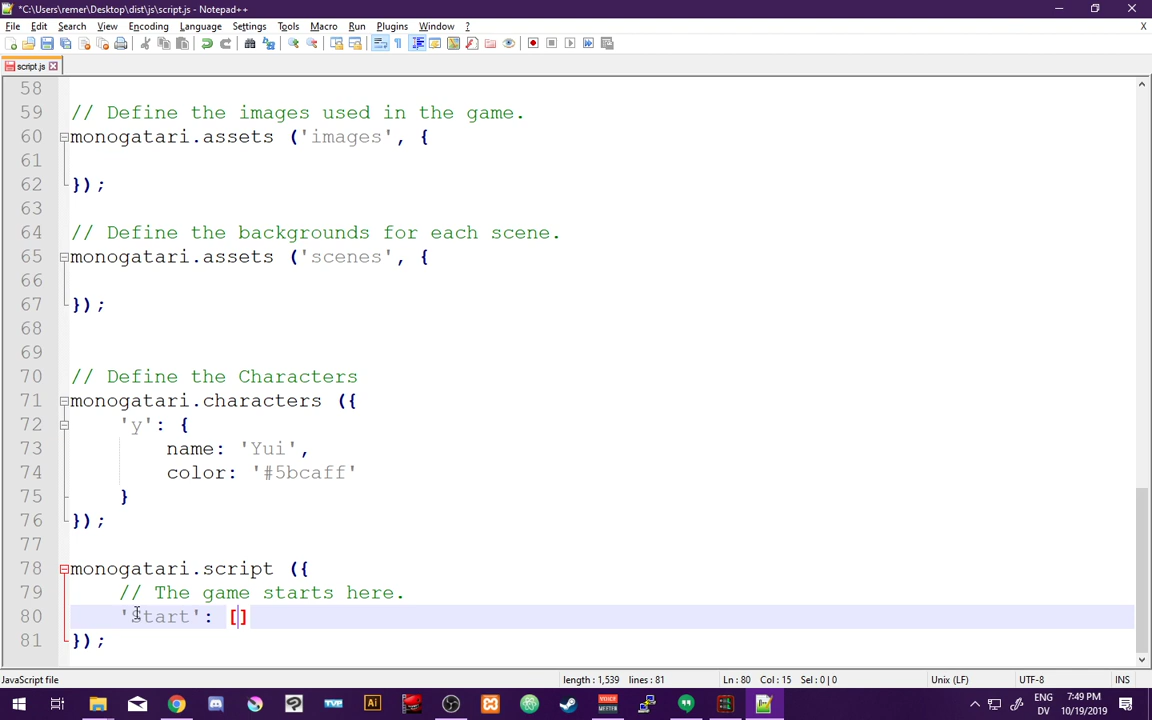 *C:\Users\remer\Desktop\dist\js\script.js - Notepad++
File Edit Search View Encoding Language Settings Tools Macro Run Plugins Window ?
X
script.js
58
59 // Define the images used in the game.
60 monogatari.assets ('images', {
61
62 });
63
64 // Define the backgrounds for each scene.
65 monogatari.assets ('scenes', {
66
67 });
68
69
70 // Define the Characters
71 monogatari.characters ({
72 'y': {
73 name: 'Yui',
74 color: '#5bcaff'
75 }
76 });
77
78 monogatari.script ({
79 // The game starts here.
80 'Start': []
81 });
JavaScript file length : 1,539 lines : 81 Ln : 80 Col : 15 Sel : 0 | 0 Unix (LF) UTF-8 INS
ENG 7:49 PM
DV 10/19/2019